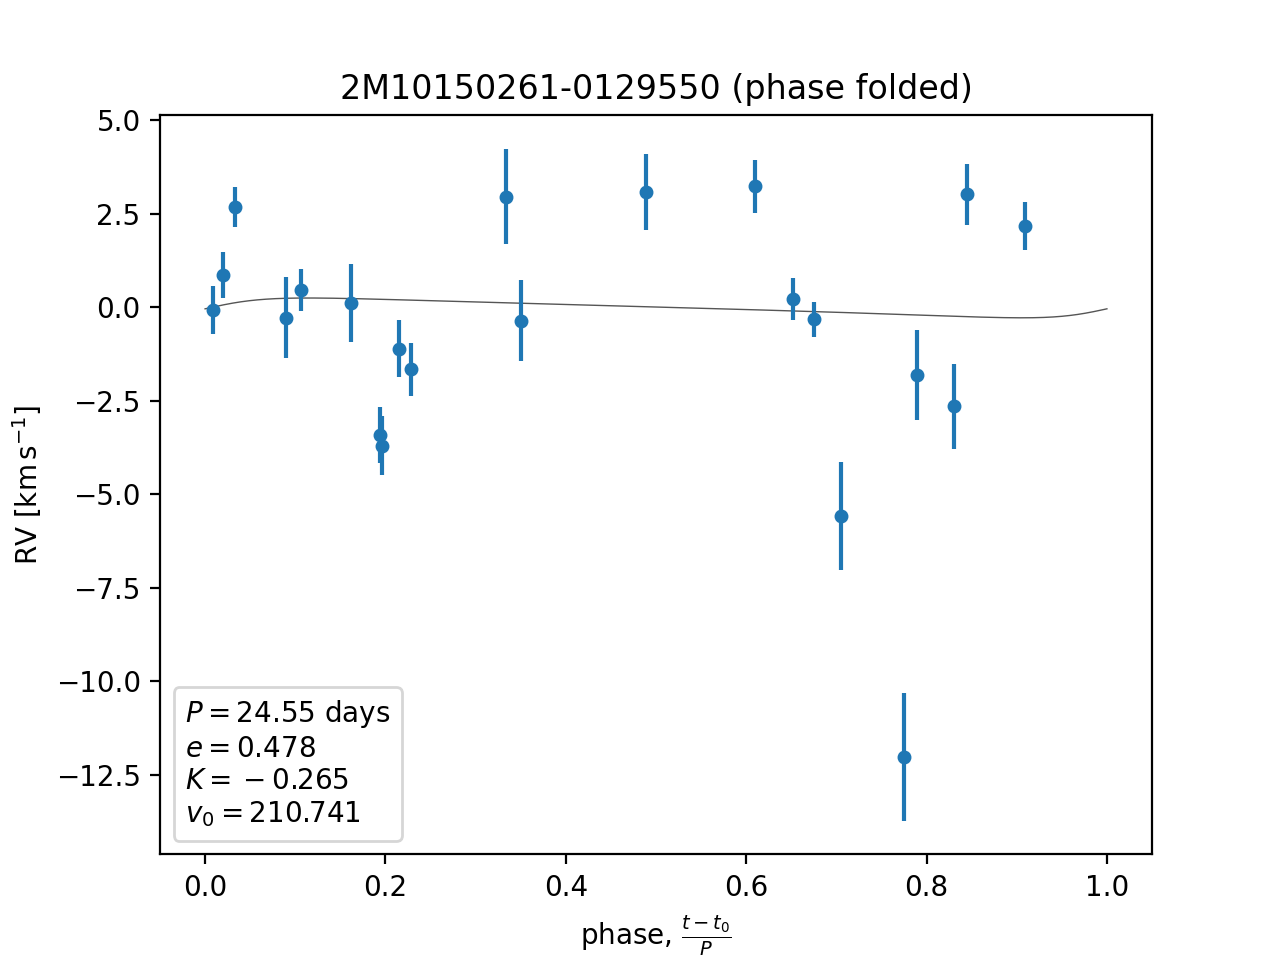 2M10150261-0129550 (phase folded)
5.0
2.5
0.0
−2.5
−5.0
−7.5
−10.0
−12.5
RV [km s⁻¹]
P = 24.55 days
e = 0.478
K = −0.265
v₀ = 210.741
0.0 0.2 0.4 0.6 0.8 1.0
phase, (t − t₀)/P